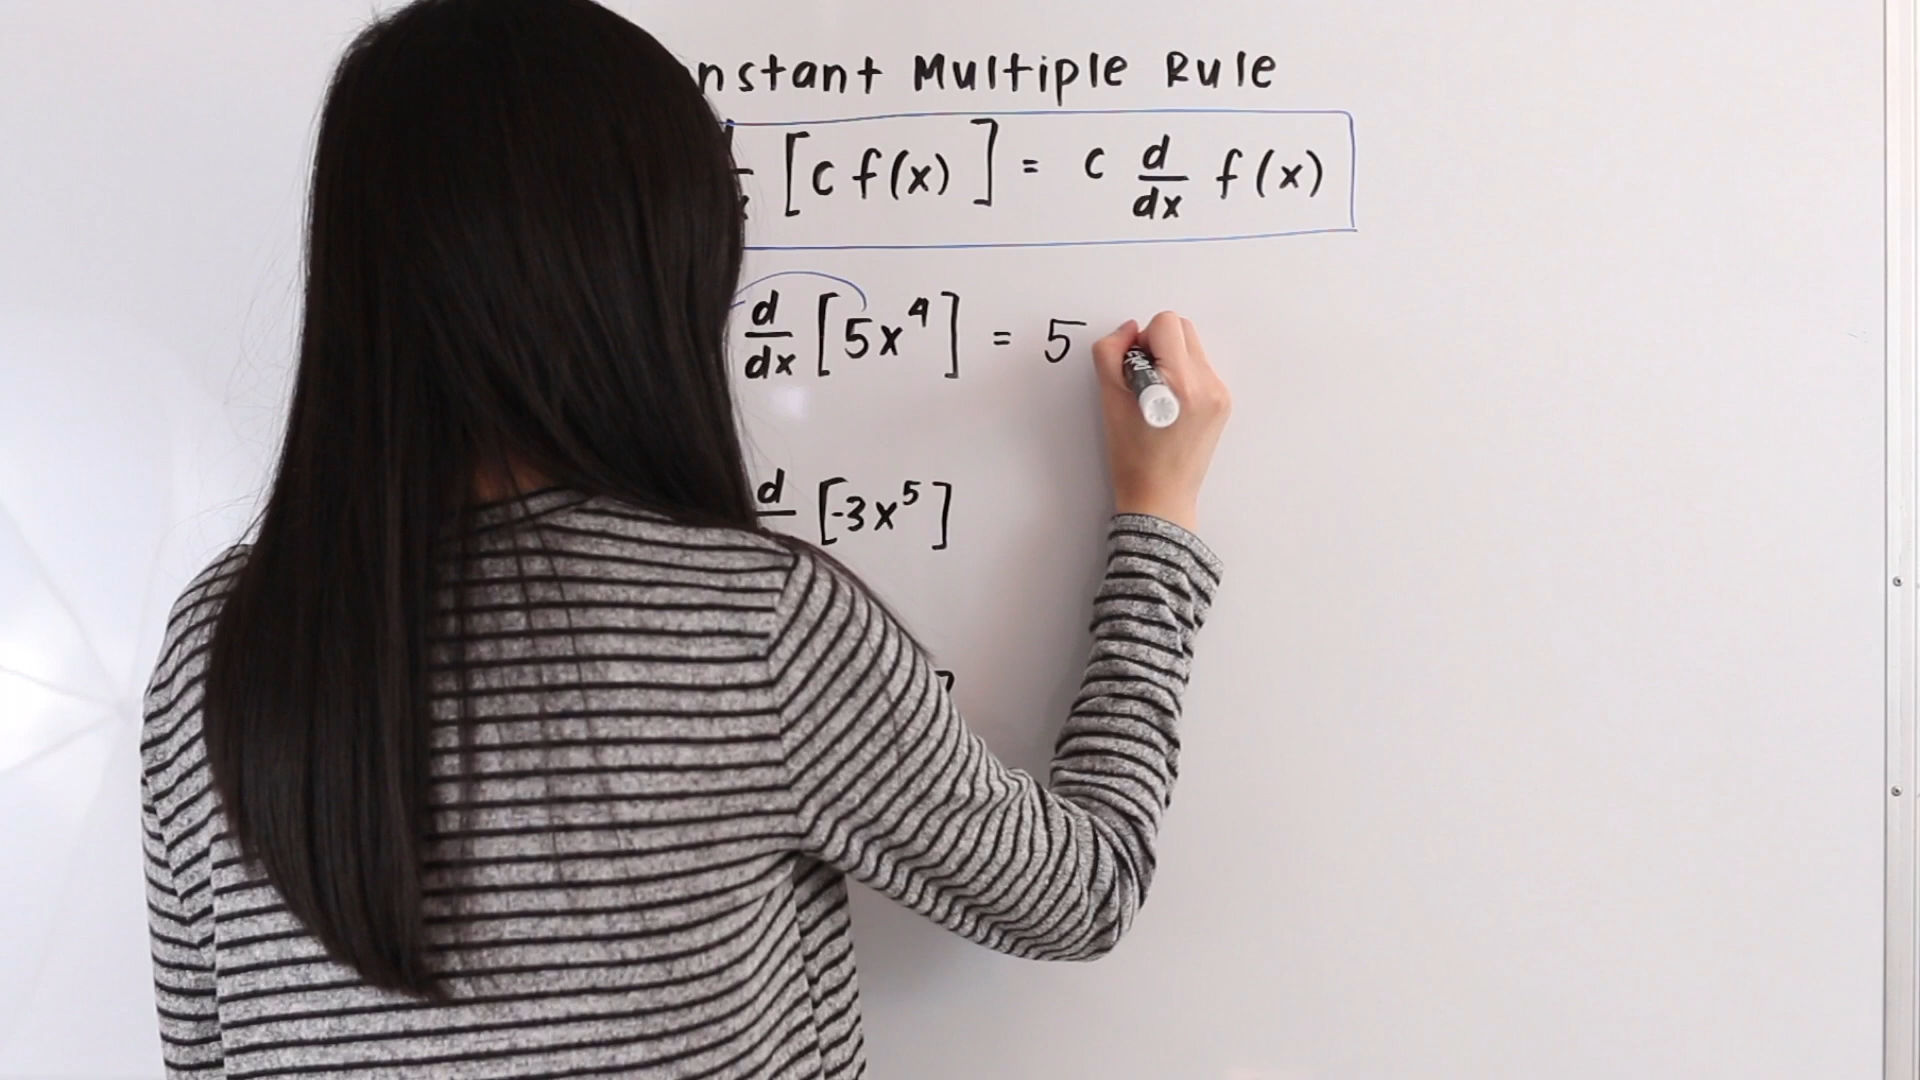 nstant Multiple Rule
[c f(x)] = c d/dx f(x)
d/dx [5x⁴] = 5
d [-3x⁵]